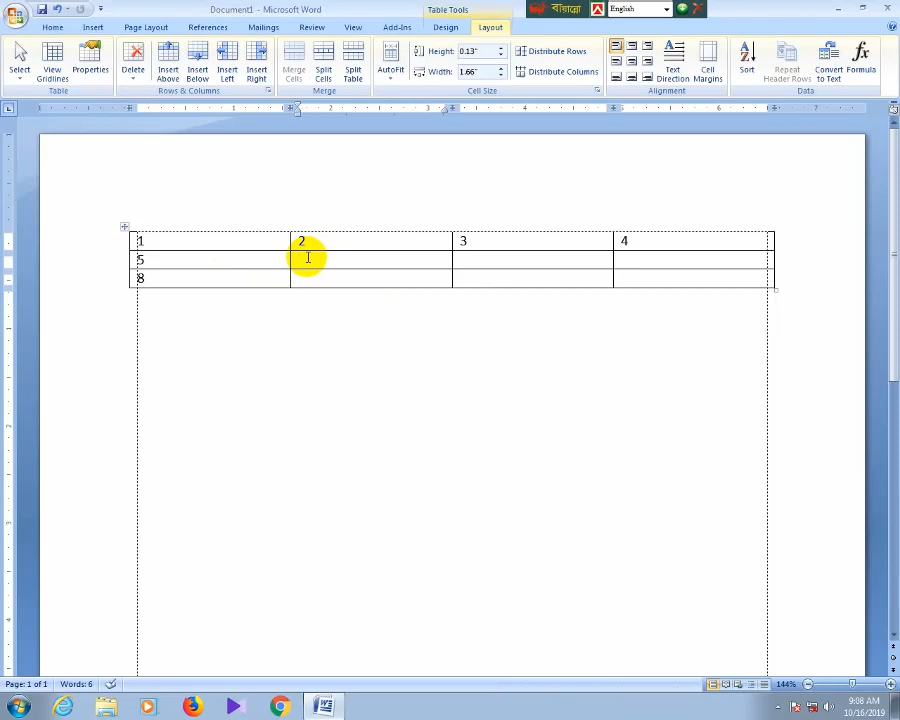 Document1 - Microsoft Word
Table Tools
বায়ান্নো
English
Home
Insert
Page Layout
References
Mailings
Review
View
Add-Ins
Design
Layout
Select
View Gridlines
Properties
Delete
Insert Above
Insert Below
Insert Left
Insert Right
Merge Cells
Split Cells
Split Table
AutoFit
Height: 0.13"
Width: 1.66"
Distribute Rows
Distribute Columns
Text Direction
Cell Margins
Sort
Repeat Header Rows
Convert to Text
Formula
Table
Rows & Columns
Merge
Cell Size
Alignment
Data
1 2 3 4
5
8
Page: 1 of 1
Words: 6
144%
9:08 AM
10/16/2019